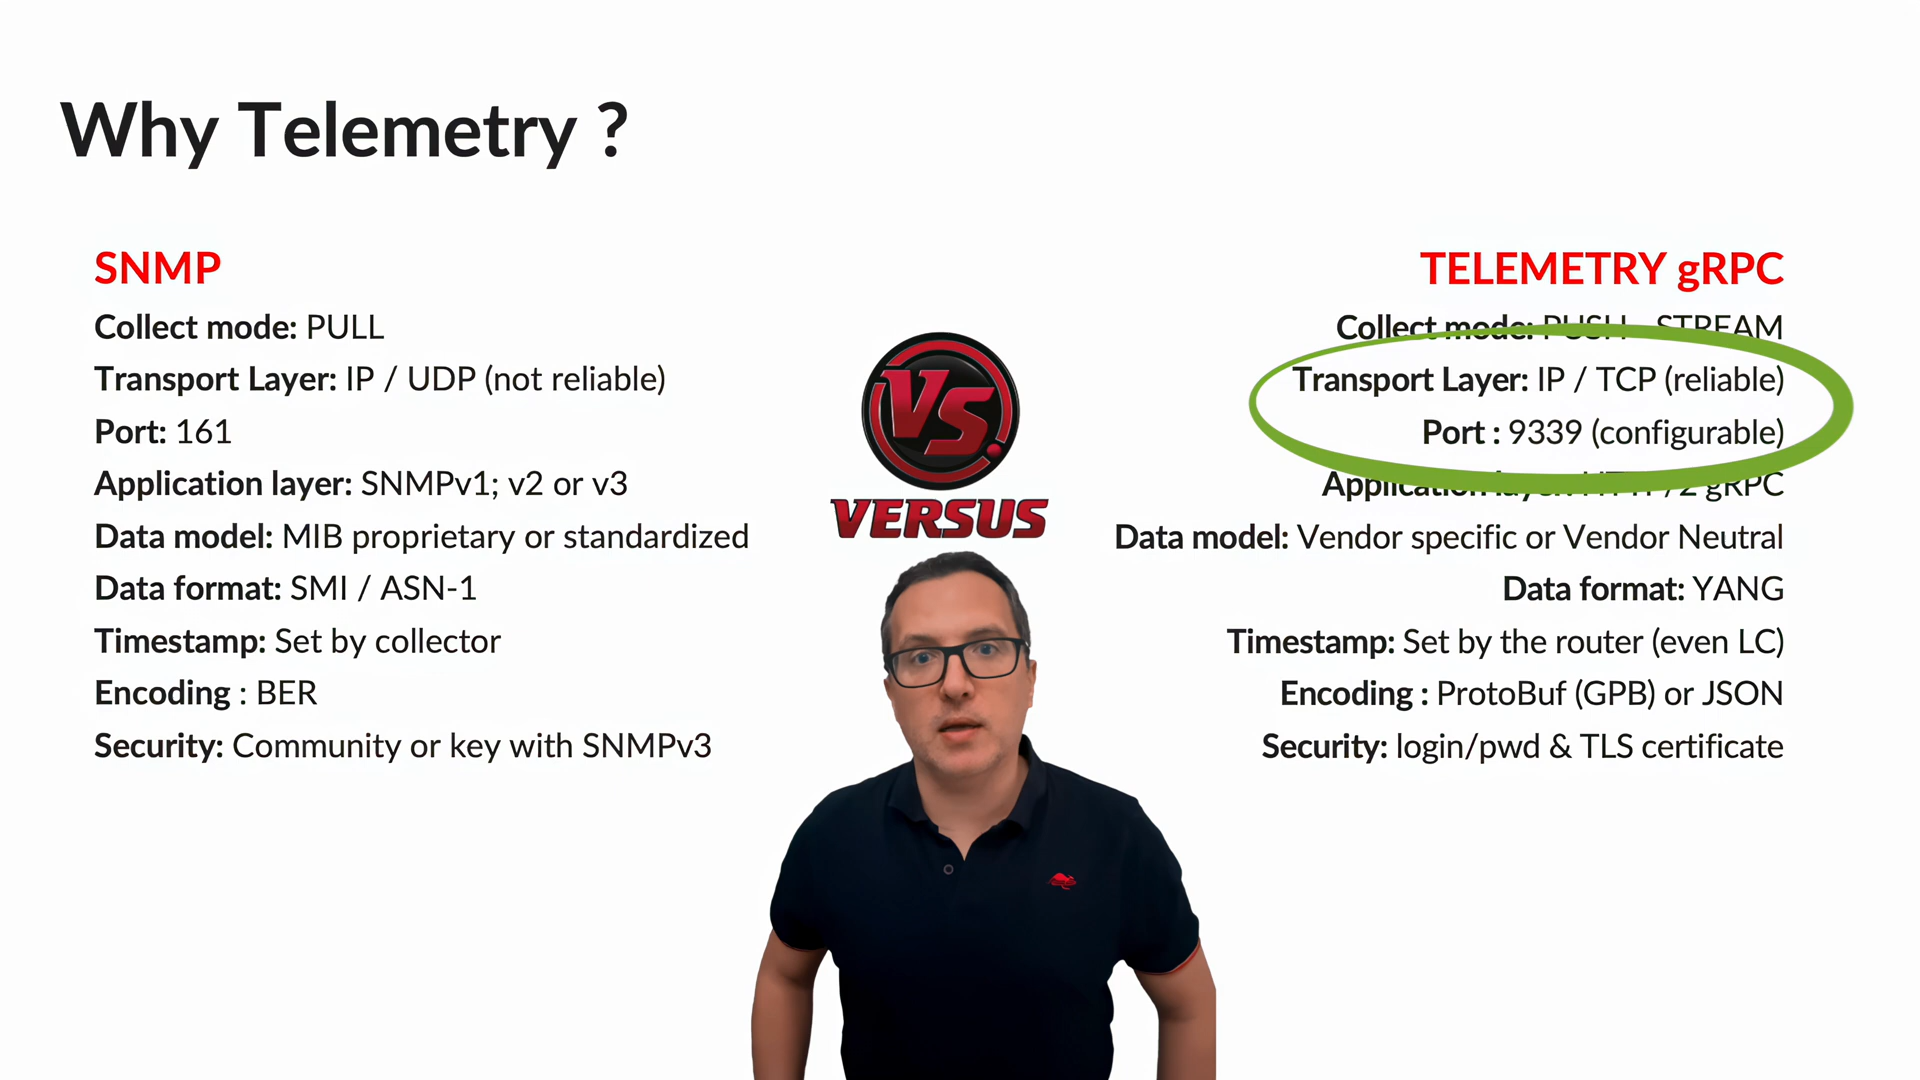 Why Telemetry ?
SNMP
Collect mode: PULL
Transport Layer: IP / UDP (not reliable)
Port: 161
Application layer: SNMPv1; v2 or v3
Data model: MIB proprietary or standardized
Data format: SMI / ASN-1
Timestamp: Set by collector
Encoding : BER
Security: Community or key with SNMPv3
VS.
VERSUS
TELEMETRY gRPC
Collect mode: PUSH - STREAM
Transport Layer: IP / TCP (reliable)
Port : 9339 (configurable)
Application layer: HTTP/2 gRPC
Data model: Vendor specific or Vendor Neutral
Data format: YANG
Timestamp: Set by the router (even LC)
Encoding : ProtoBuf (GPB) or JSON
Security: login/pwd & TLS certificate